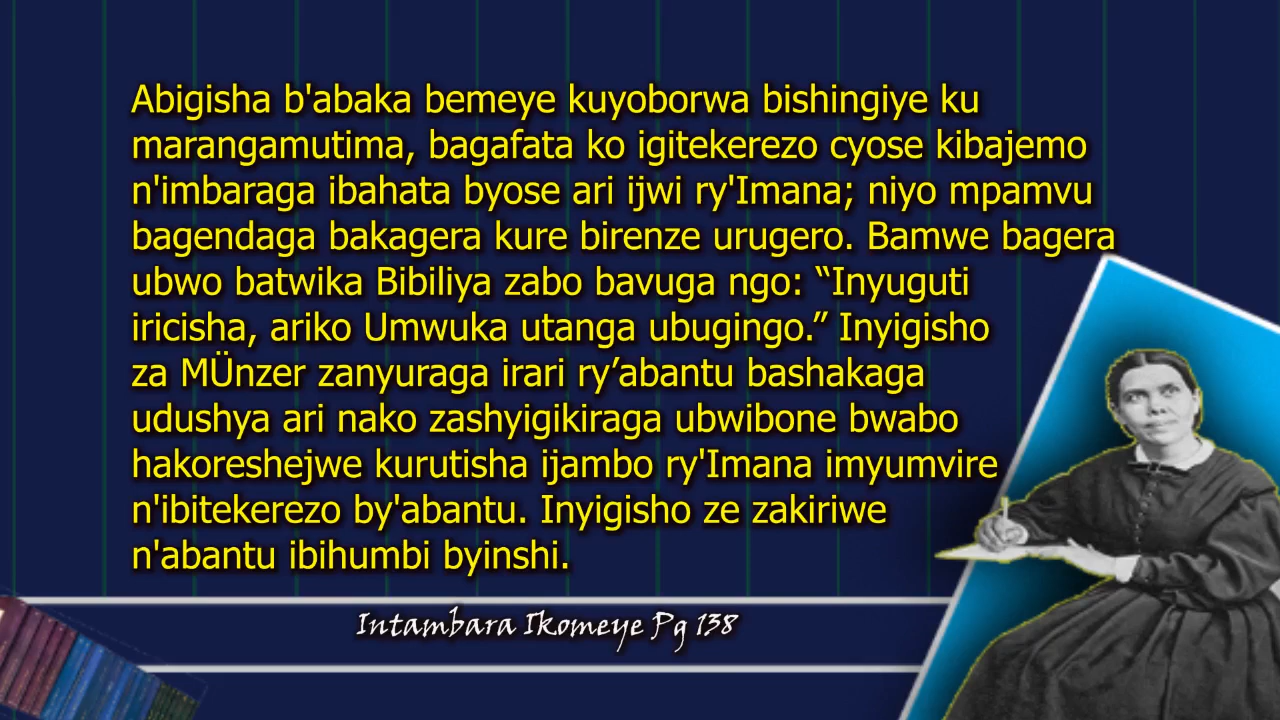 Abigisha b'abaka bemeye kuyoborwa bishingiye ku
marangamutima, bagafata ko igitekerezo cyose kibajemo
n'imbaraga ibahata byose ari ijwi ry'Imana; niyo mpamvu
bagendaga bakagera kure birenze urugero. Bamwe bagera
ubwo batwika Bibiliya zabo bavuga ngo: “Inyuguti
iricisha, ariko Umwuka utanga ubugingo.” Inyigisho
za MÜnzer zanyuraga irari ry’abantu bashakaga
udushya ari nako zashyigikiraga ubwibone bwabo
hakoreshejwe kurutisha ijambo ry'Imana imyumvire
n'ibitekerezo by'abantu. Inyigisho ze zakiriwe
n'abantu ibihumbi byinshi.
Intambara Ikomeye Pg 138